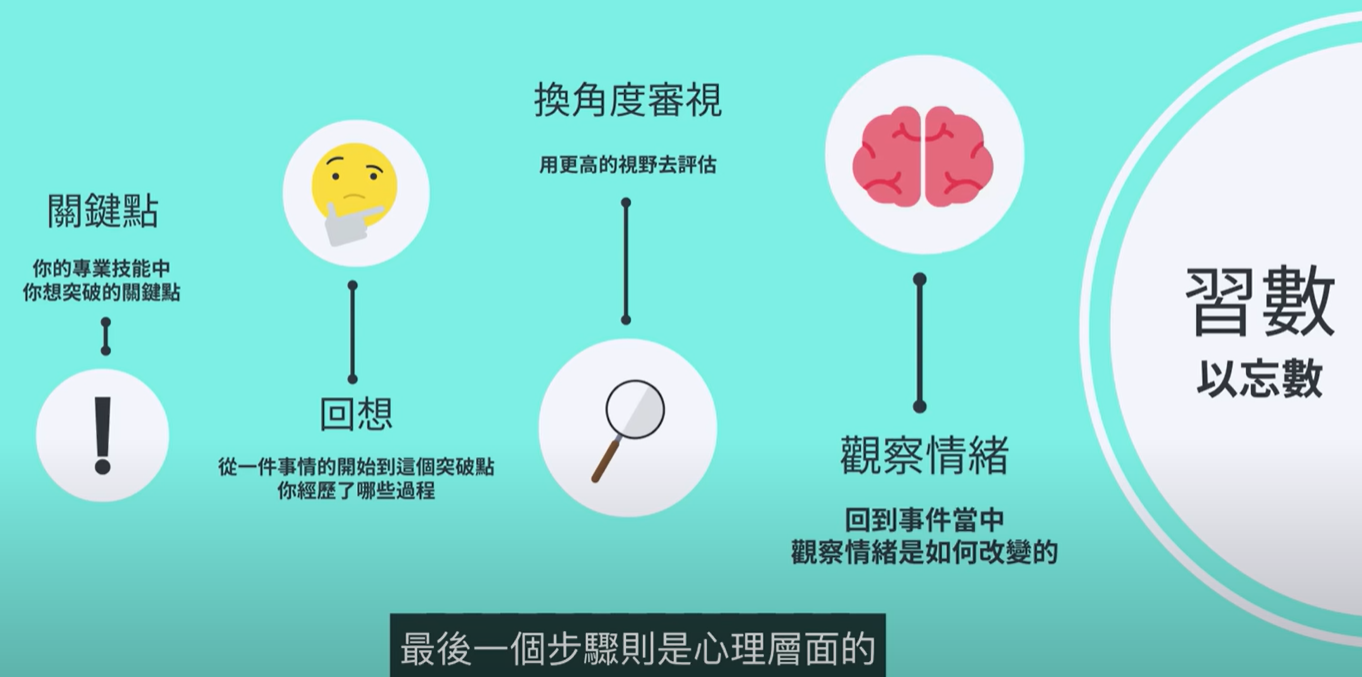 關鍵點
你的專業技能中
你想突破的關鍵點
回想
從一件事情的開始到這個突破點
你經歷了哪些過程
換角度審視
用更高的視野去評估
觀察情緒
回到事件當中
觀察情緒是如何改變的
習數
以忘數
最後一個步驟則是心理層面的